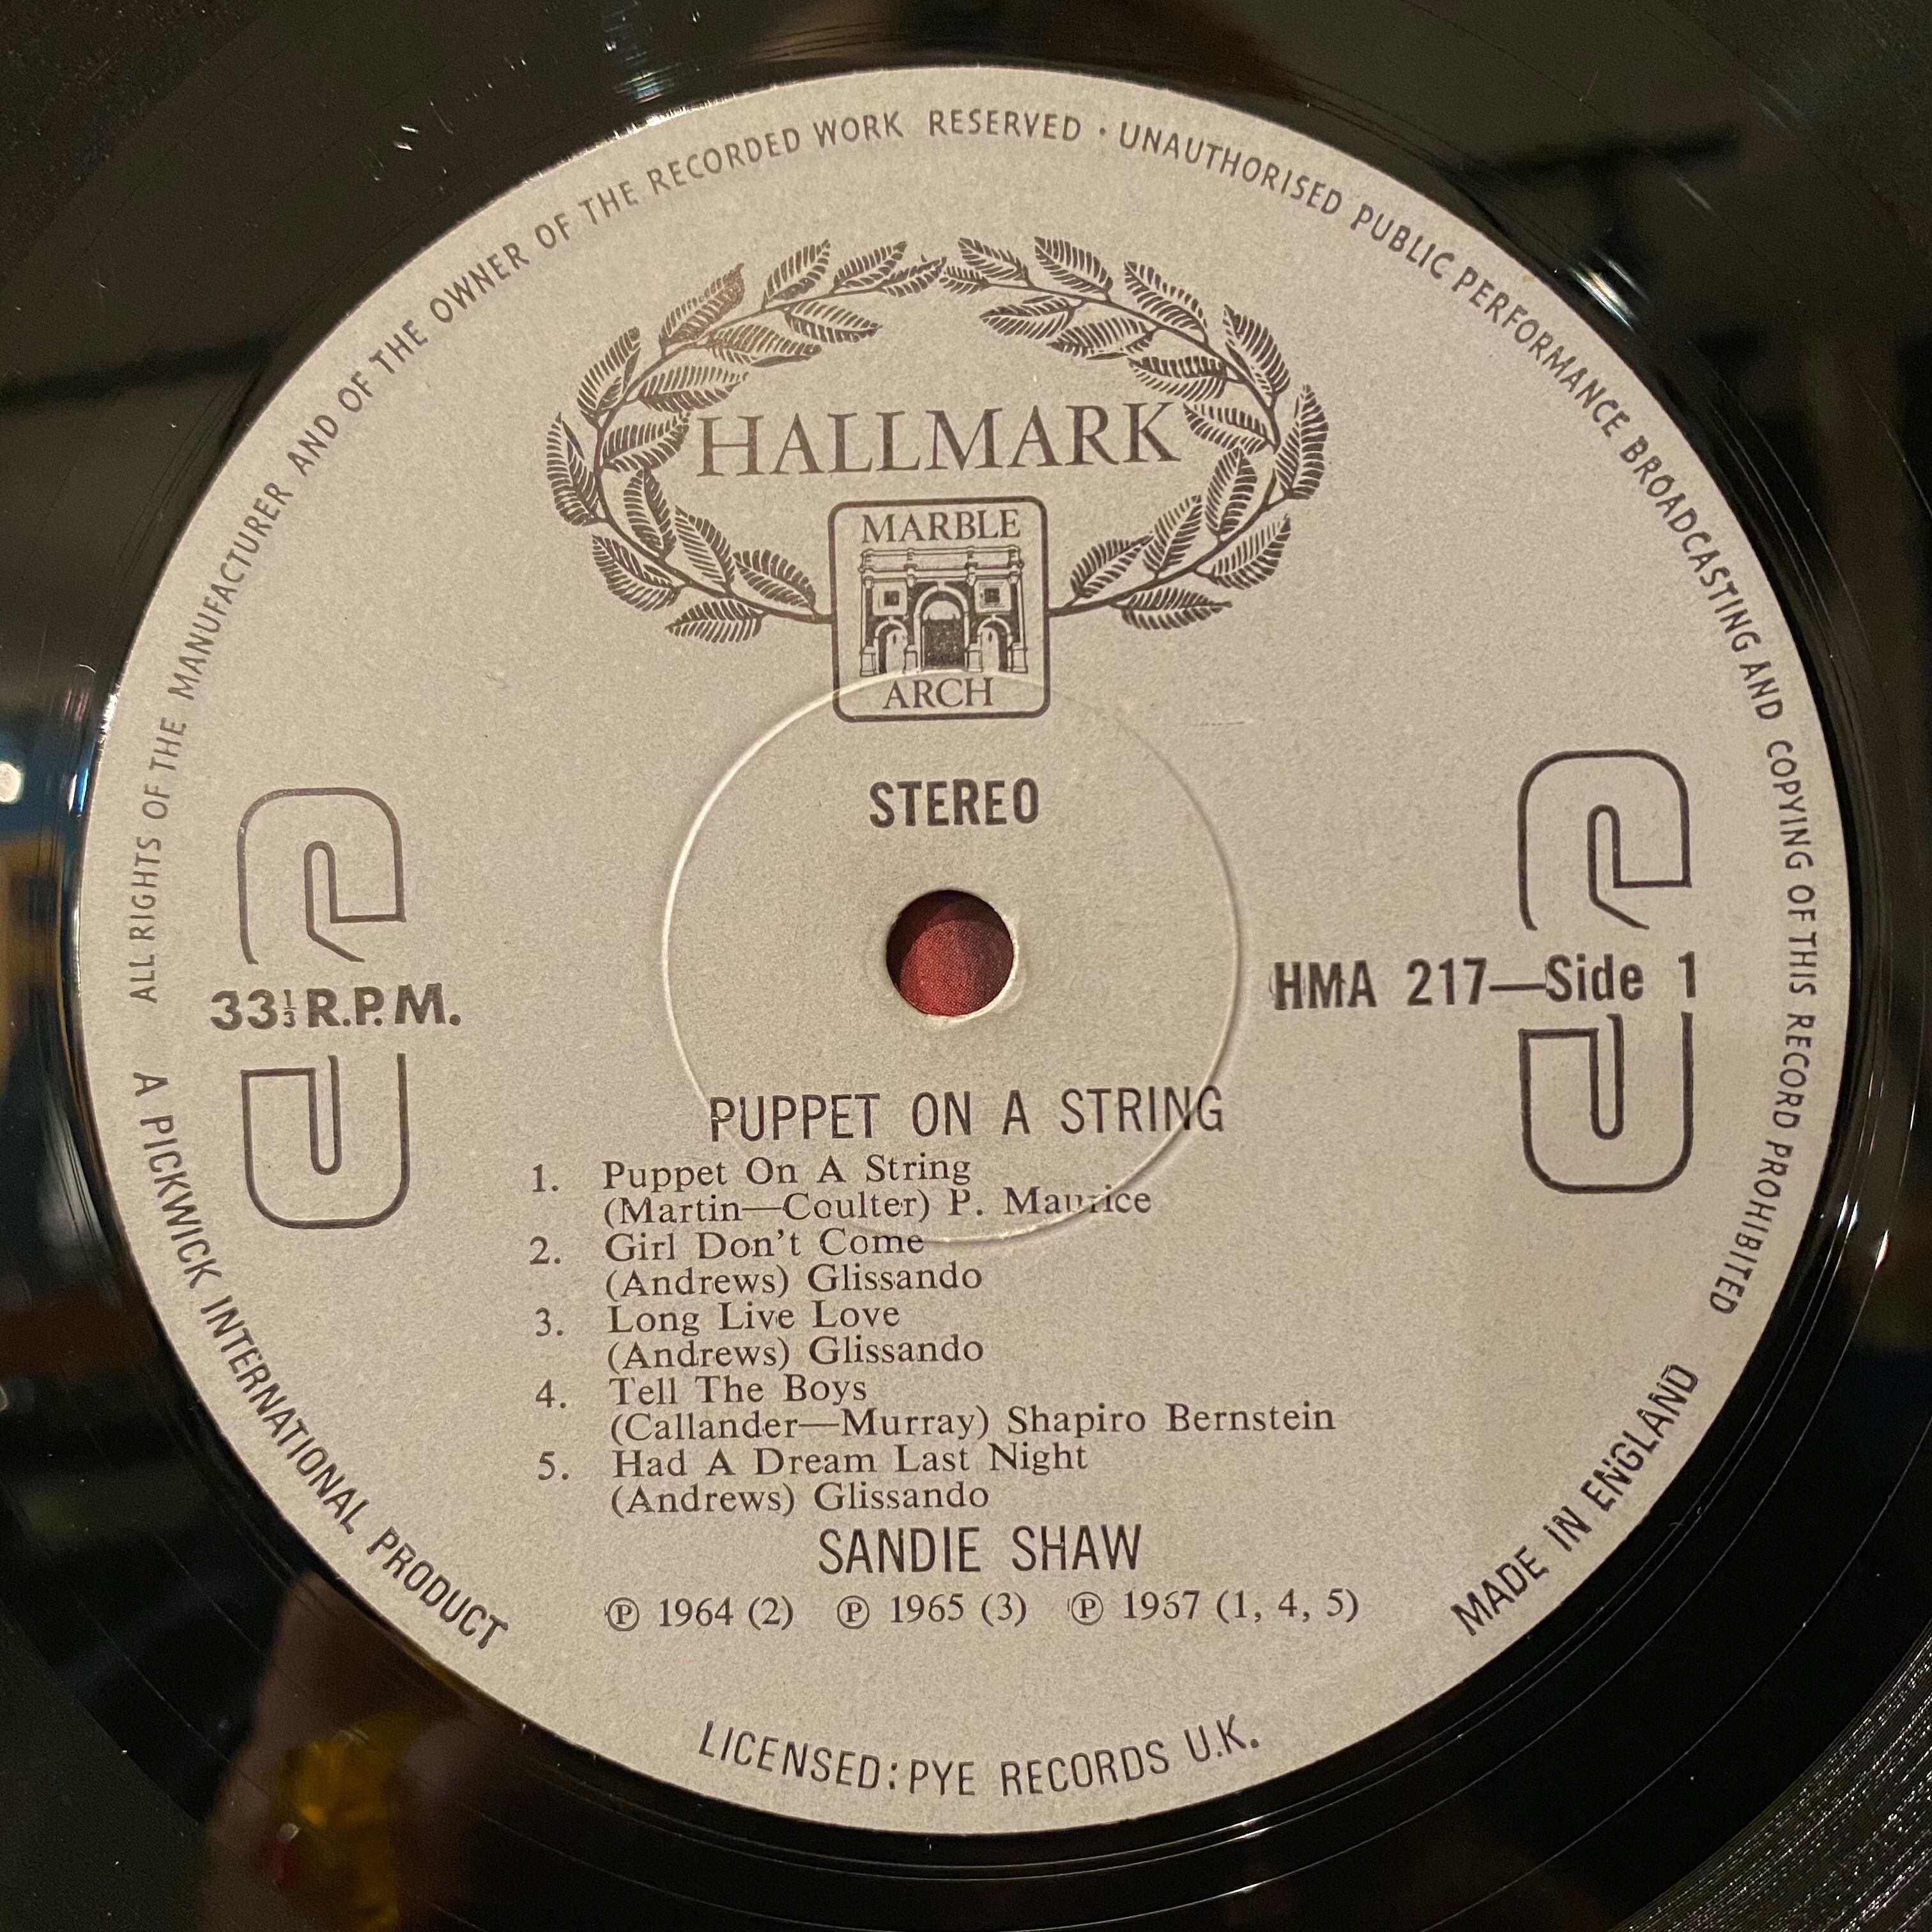 ALL RIGHTS OF THE MANUFACTURER AND OF THE OWNER OF THE RECORDED WORK RESERVED · UNAUTHORISED PUBLIC PERFORMANCE BROADCASTING AND COPYING OF THIS RECORD PROHIBITED
HALLMARK
MARBLE
ARCH
STEREO
S
S
33⅓ R.P.M.
HMA 217—Side 1
PUPPET ON A STRING
1. Puppet On A String
(Martin—Coulter) P. Maurice
2. Girl Don't Come
(Andrews) Glissando
3. Long Live Love
(Andrews) Glissando
4. Tell The Boys
(Callander—Murray) Shapiro Bernstein
5. Had A Dream Last Night
(Andrews) Glissando
SANDIE SHAW
℗ 1964 (2) ℗ 1965 (3) ℗ 1967 (1, 4, 5)
A PICKWICK INTERNATIONAL PRODUCT
LICENSED: PYE RECORDS U.K.
MADE IN ENGLAND